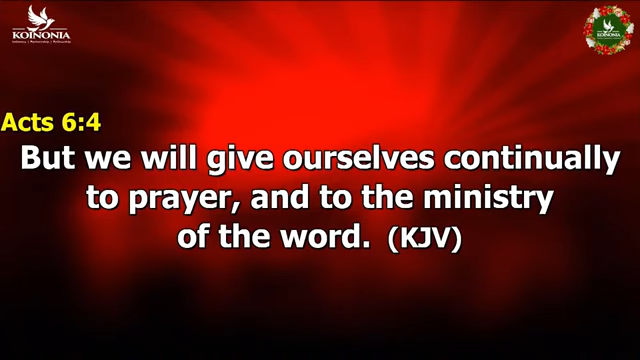 KOINONIA
Acts 6:4
But we will give ourselves continually
to prayer, and to the ministry
of the word. (KJV)